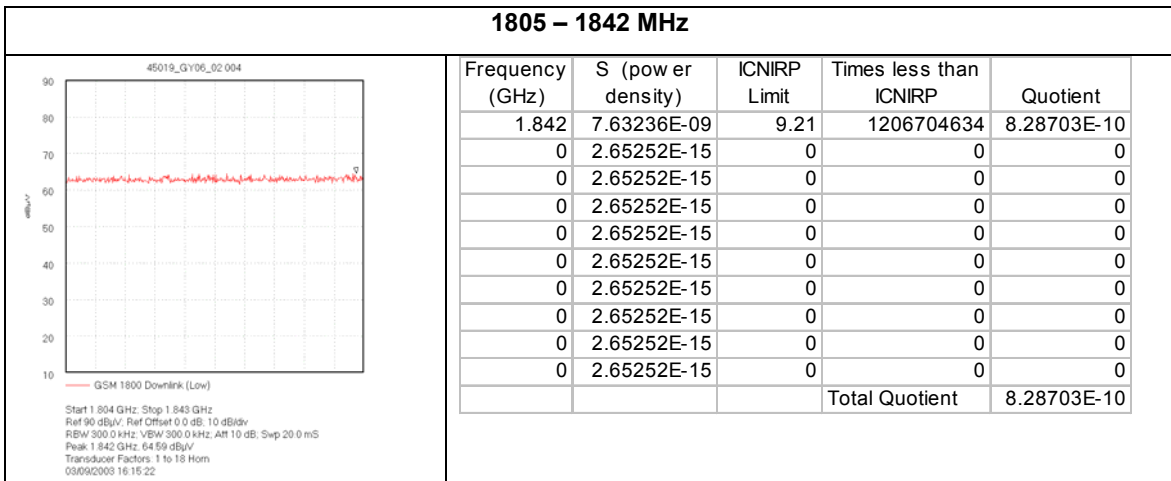 1805 – 1842 MHz
45019_GY06_02.004
90
80
70
60
50
40
30
20
10
dBµV
GSM 1800 Downlink (Low)
Start 1.804 GHz; Stop 1.843 GHz
Ref 90 dBµV; Ref Offset 0.0 dB; 10 dB/div
RBW 300.0 kHz; VBW 300.0 kHz; Att 10 dB; Swp 20.0 mS
Peak 1.842 GHz, 64.59 dBµV
Transducer Factors: 1 to 18 Horn
03/09/2003 16:15:22
Frequency (GHz) S (pow er density) ICNIRP Limit Times less than ICNIRP Quotient
1.842 7.63236E-09 9.21 1206704634 8.28703E-10
0 2.65252E-15 0 0 0
0 2.65252E-15 0 0 0
0 2.65252E-15 0 0 0
0 2.65252E-15 0 0 0
0 2.65252E-15 0 0 0
0 2.65252E-15 0 0 0
0 2.65252E-15 0 0 0
0 2.65252E-15 0 0 0
0 2.65252E-15 0 0 0
Total Quotient 8.28703E-10